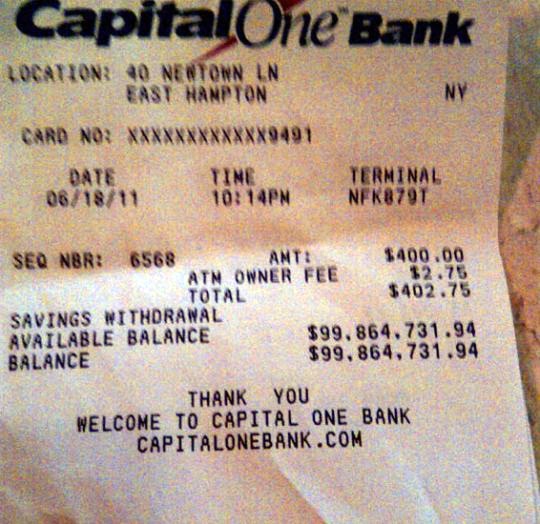 Capital One™ Bank
LOCATION: 40 NEWTOWN LN
EAST HAMPTON NY
CARD NO: XXXXXXXXXXXX9491
DATE TIME TERMINAL
06/18/11 10:14PM NFK879T
SEQ NBR: 6568 AMT: $400.00
ATM OWNER FEE $2.75
TOTAL $402.75
SAVINGS WITHDRAWAL
AVAILABLE BALANCE $99,864,731.94
BALANCE $99,864,731.94
THANK YOU
WELCOME TO CAPITAL ONE BANK
CAPITALONEBANK.COM